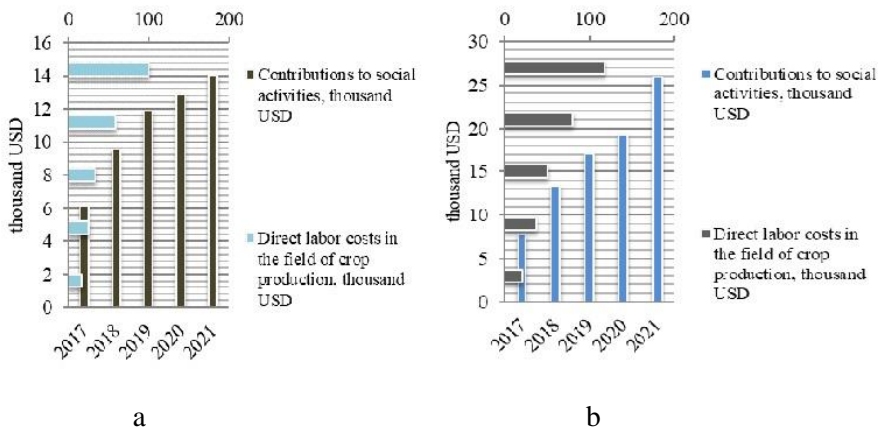 0 100 200
16
14
12
10
8
6
4
2
0
thousand USD
2017 2018 2019 2020 2021
Contributions to social
activities, thousand
USD
Direct labor costs in
the field of crop
production, thousand
USD
a
0 100 200
30
25
20
15
10
5
0
thousand USD
2017 2018 2019 2020 2021
Contributions to social
activities, thousand
USD
Direct labor costs in
the field of crop
production, thousand
USD
b